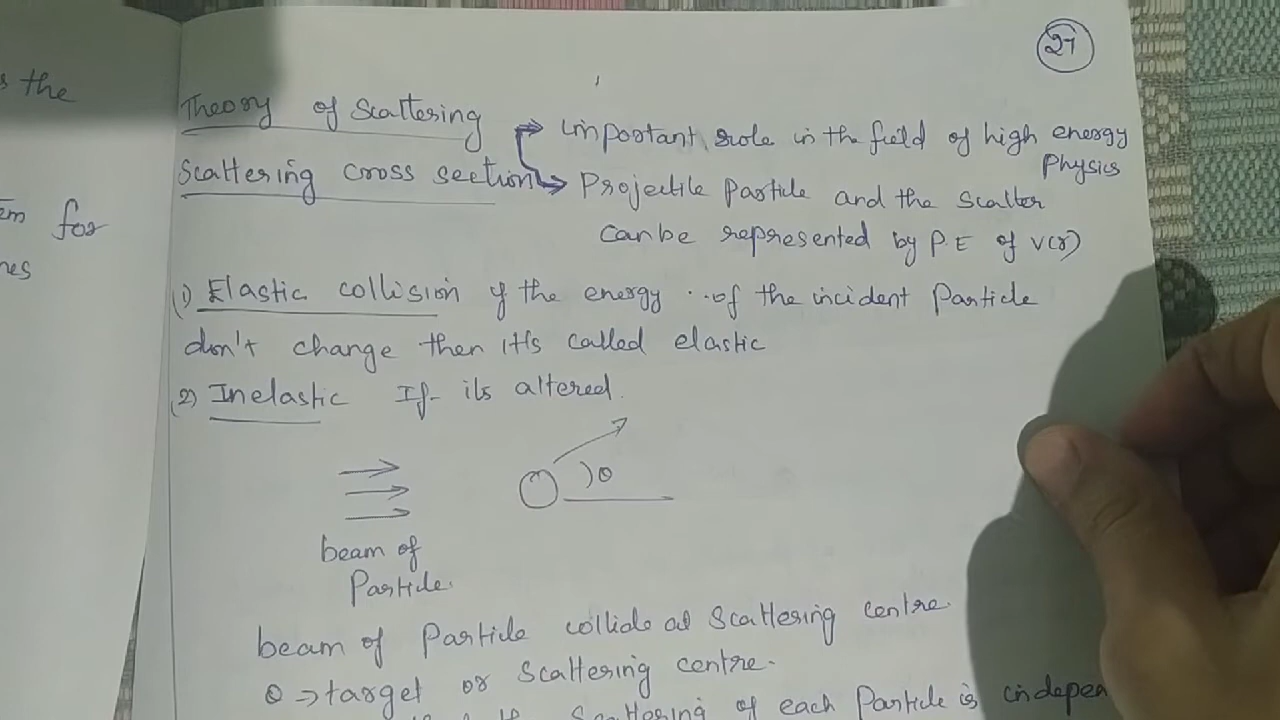 27
s the
Theory of Scattering
important role in the field of high energy
Physics
Scattering cross section
Projectile Particle and the scatter
can be represented by P.E of V(r)
for
(1) Elastic collision if the energy of the incident Particle
don't change then it's called elastic
(2) Inelastic If its altered.
)θ
beam of
Particle.
beam of Particle collide at Scattering centre.
⊙ → target or scattering centre.
Scattering of each Particle is indepen